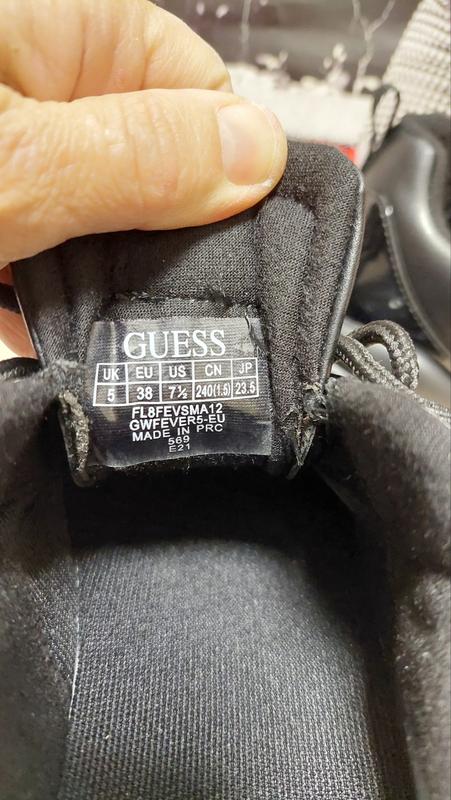 GUESS
UK EU US CN JP
5 38 7½ 240(1.5) 23.5
FL8FEVSMA12
GWFEVER5-EU
MADE IN PRC
569
E21